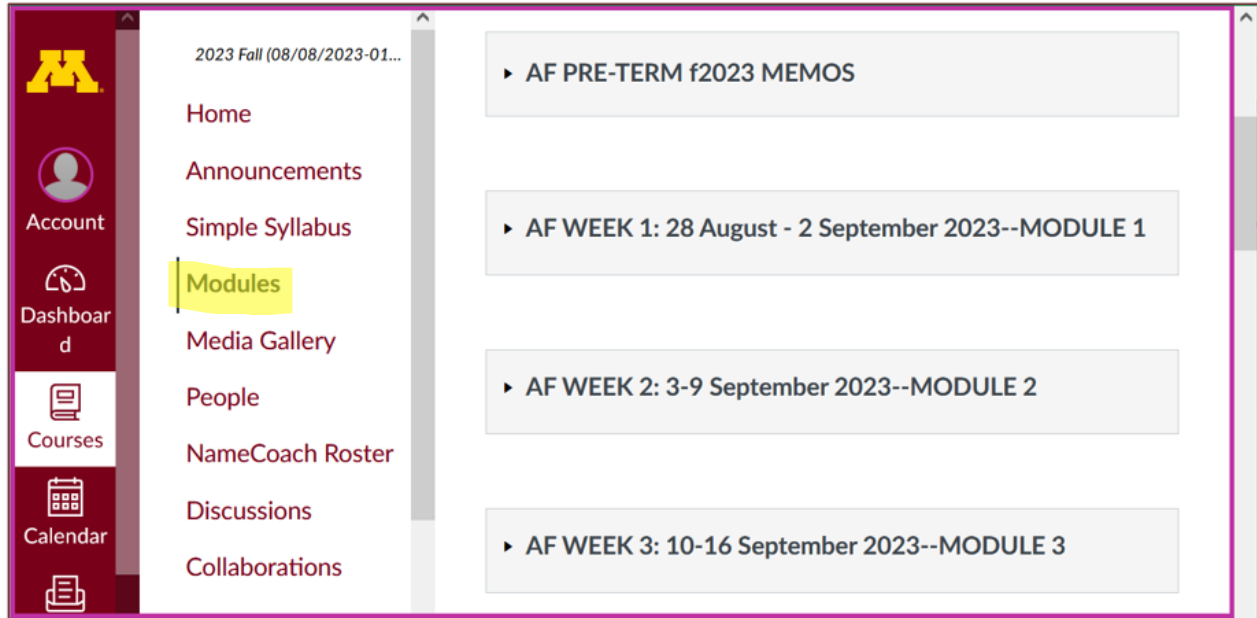 M
Account
Dashboar
d
Courses
Calendar
2023 Fall (08/08/2023-01...
Home
Announcements
Simple Syllabus
Modules
Media Gallery
People
NameCoach Roster
Discussions
Collaborations
AF PRE-TERM f2023 MEMOS
AF WEEK 1: 28 August - 2 September 2023--MODULE 1
AF WEEK 2: 3-9 September 2023--MODULE 2
AF WEEK 3: 10-16 September 2023--MODULE 3